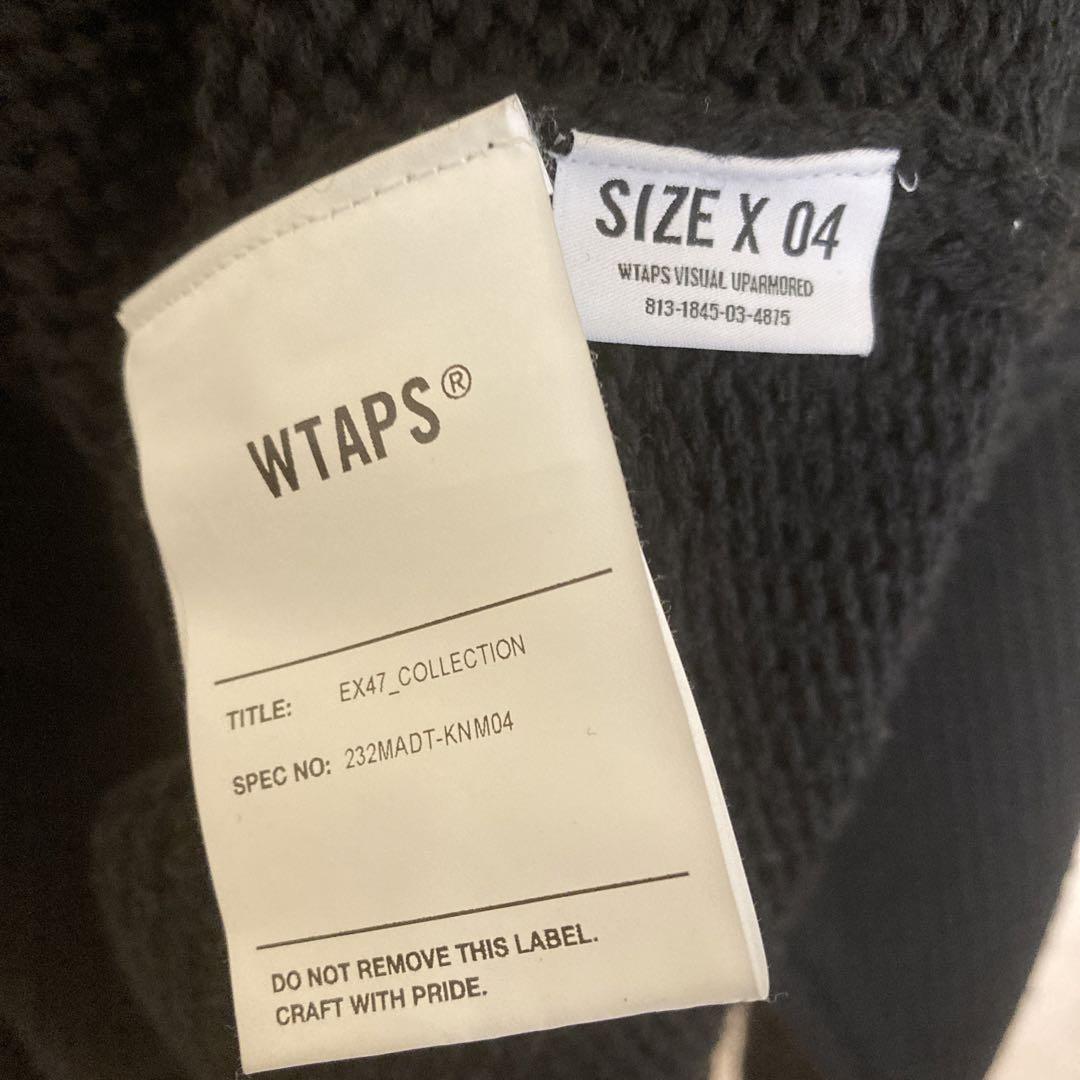 SIZE X 04
WTAPS VISUAL UPARMORED
813-1845-03-4875
WTAPS®
TITLE: EX47_COLLECTION
SPEC NO: 232MADT-KNM04
DO NOT REMOVE THIS LABEL.
CRAFT WITH PRIDE.